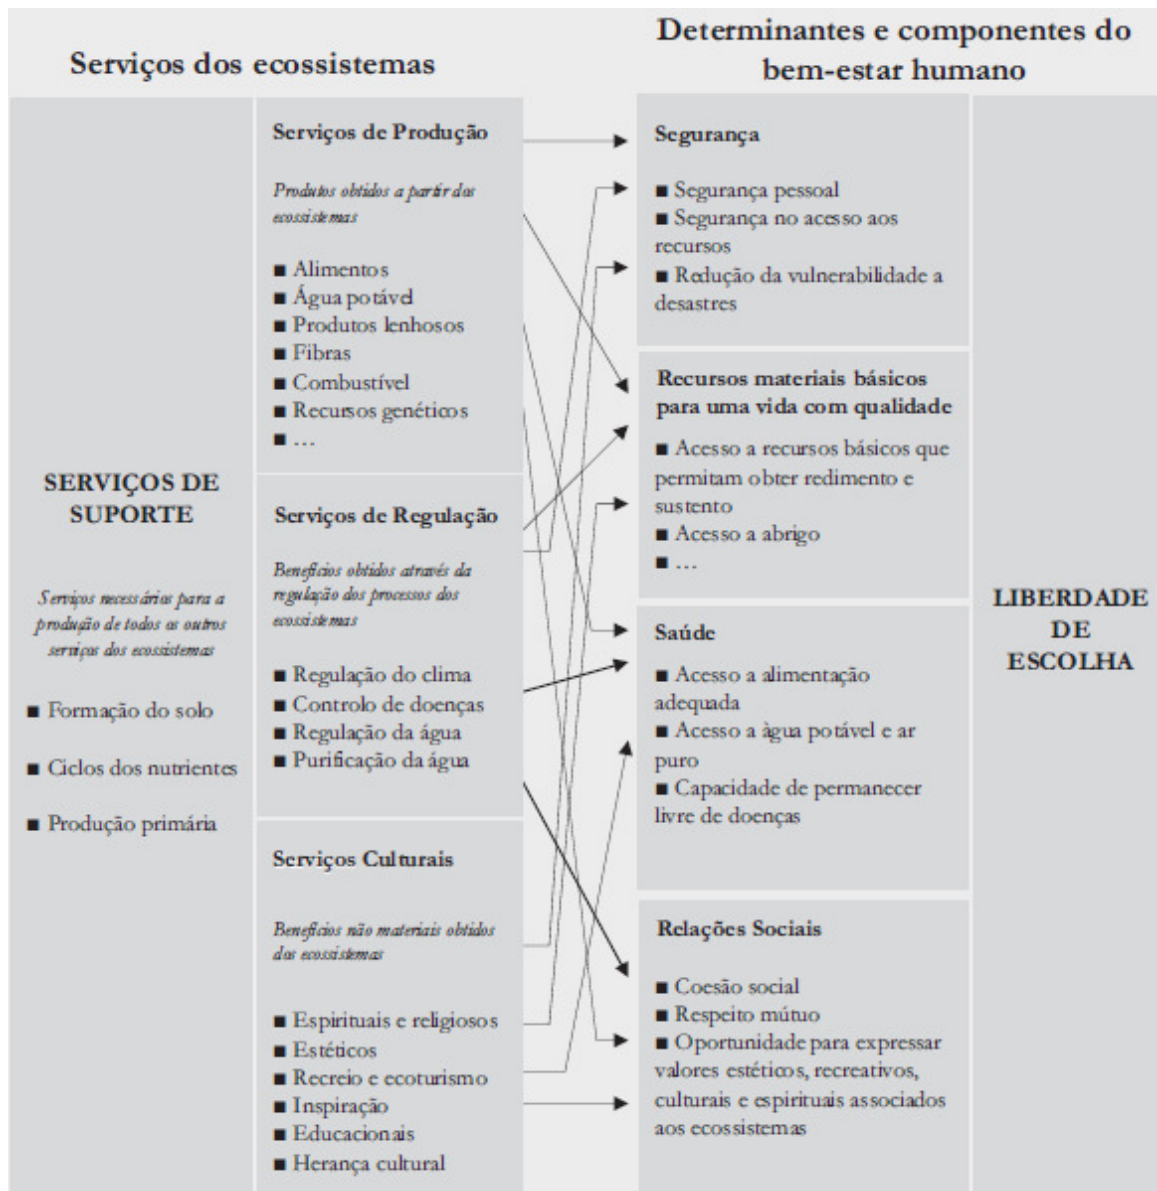 Serviços dos ecossistemas
Determinantes e componentes do
bem-estar humano
SERVIÇOS DE
SUPORTE
Serviços necessários para a
produção de todos os outros
serviços dos ecossistemas
■ Formação do solo
■ Ciclos dos nutrientes
■ Produção primária
Serviços de Produção
Produtos obtidos a partir dos
ecossistemas
■ Alimentos
■ Água potável
■ Produtos lenhosos
■ Fibras
■ Combustível
■ Recursos genéticos
■ …
Serviços de Regulação
Benefícios obtidos através da
regulação dos processos dos
ecossistemas
■ Regulação do clima
■ Controlo de doenças
■ Regulação da água
■ Purificação da água
Serviços Culturais
Benefícios não materiais obtidos
dos ecossistemas
■ Espirituais e religiosos
■ Estéticos
■ Recreio e ecoturismo
■ Inspiração
■ Educacionais
■ Herança cultural
Segurança
■ Segurança pessoal
■ Segurança no acesso aos
recursos
■ Redução da vulnerabilidade a
desastres
Recursos materiais básicos
para uma vida com qualidade
■ Acesso a recursos básicos que
permitam obter redimento e
sustento
■ Acesso a abrigo
■ …
Saúde
■ Acesso a alimentação
adequada
■ Acesso a àgua potável e ar
puro
■ Capacidade de permanecer
livre de doenças
Relações Sociais
■ Coesão social
■ Respeito mútuo
■ Oportunidade para expressar
valores estéticos, recreativos,
culturais e espirituais associados
aos ecossistemas
LIBERDADE
DE
ESCOLHA